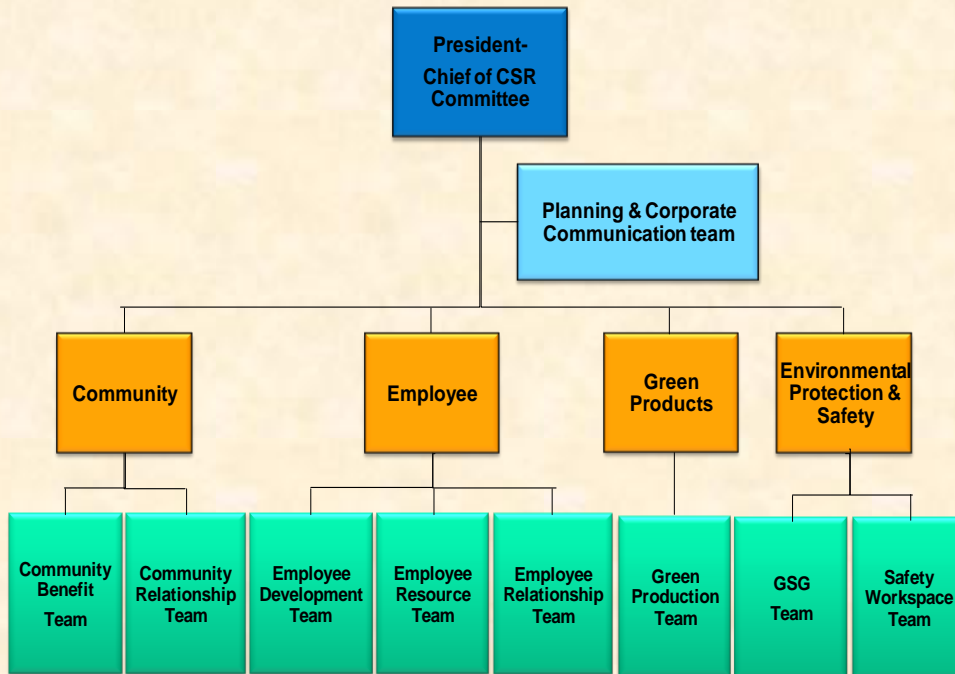 President-
Chief of CSR
Committee
Planning & Corporate
Communication team
Community
Employee
Green
Products
Environmental
Protection &
Safety
Community
Benefit
Team
Community
Relationship
Team
Employee
Development
Team
Employee
Resource
Team
Employee
Relationship
Team
Green
Production
Team
GSG
Team
Safety
Workspace
Team